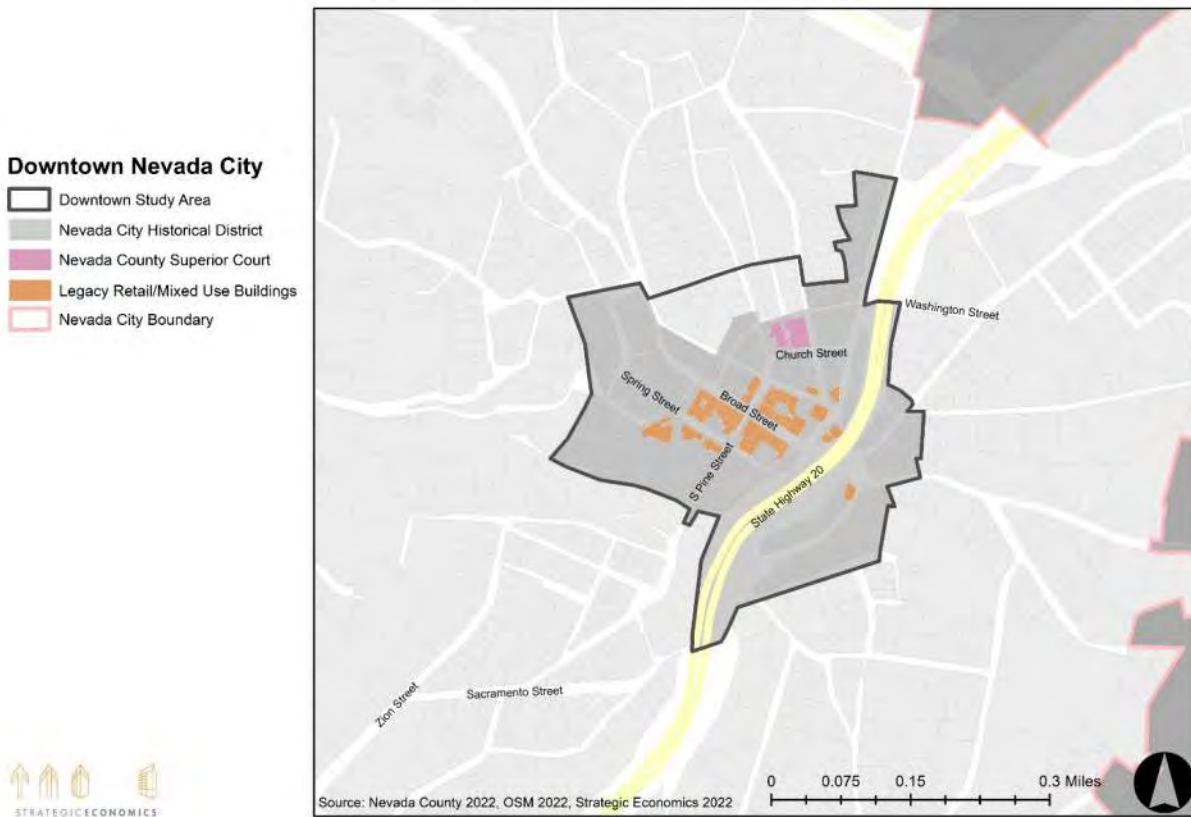 Downtown Nevada City
Downtown Study Area
Nevada City Historical District
Nevada County Superior Court
Legacy Retail/Mixed Use Buildings
Nevada City Boundary
Washington Street
Church Street
Spring Street
Broad Street
S Pine Street
State Highway 20
Zion Street
Sacramento Street
0 0.075 0.15 0.3 Miles
Source: Nevada County 2022, OSM 2022, Strategic Economics 2022
STRATEGICECONOMICS